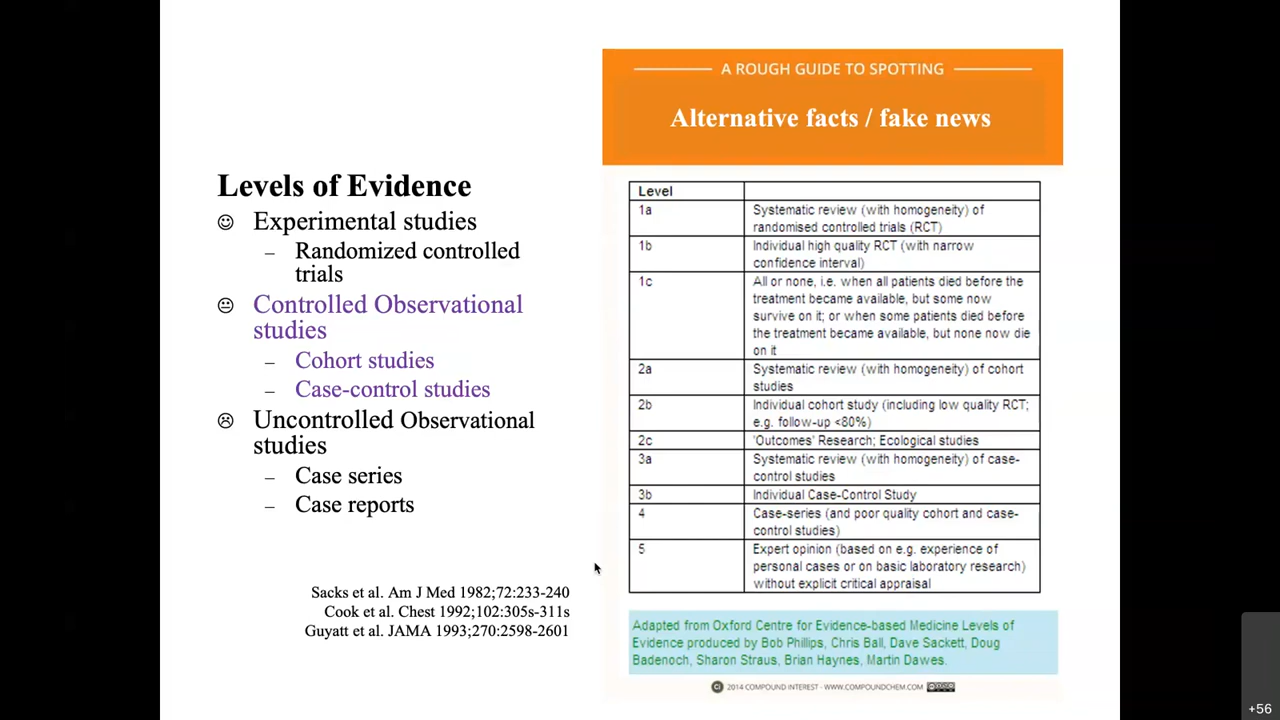 Levels of Evidence
Experimental studies
– Randomized controlled
trials
Controlled Observational
studies
– Cohort studies
– Case-control studies
Uncontrolled Observational
studies
– Case series
– Case reports
Sacks et al. Am J Med 1982;72:233-240
Cook et al. Chest 1992;102:305s-311s
Guyatt et al. JAMA 1993;270:2598-2601
A ROUGH GUIDE TO SPOTTING
Alternative facts / fake news
Level
1a Systematic review (with homogeneity) of
randomised controlled trials (RCT)
1b Individual high quality RCT (with narrow
confidence interval)
1c All or none, i.e. when all patients died before the
treatment became available, but some now
survive on it; or when some patients died before
the treatment became available, but none now die
on it
2a Systematic review (with homogeneity) of cohort
studies
2b Individual cohort study (including low quality RCT;
e.g. follow-up <80%)
2c 'Outcomes' Research; Ecological studies
3a Systematic review (with homogeneity) of case-
control studies
3b Individual Case-Control Study
4 Case-series (and poor quality cohort and case-
control studies)
5 Expert opinion (based on e.g. experience of
personal cases or on basic laboratory research)
without explicit critical appraisal
Adapted from Oxford Centre for Evidence-based Medicine Levels of
Evidence produced by Bob Phillips, Chris Ball, Dave Sackett, Doug
Badenoch, Sharon Straus, Brian Haynes, Martin Dawes.
Ci 2014 COMPOUND INTEREST - WWW.COMPOUNDCHEM.COM
+56